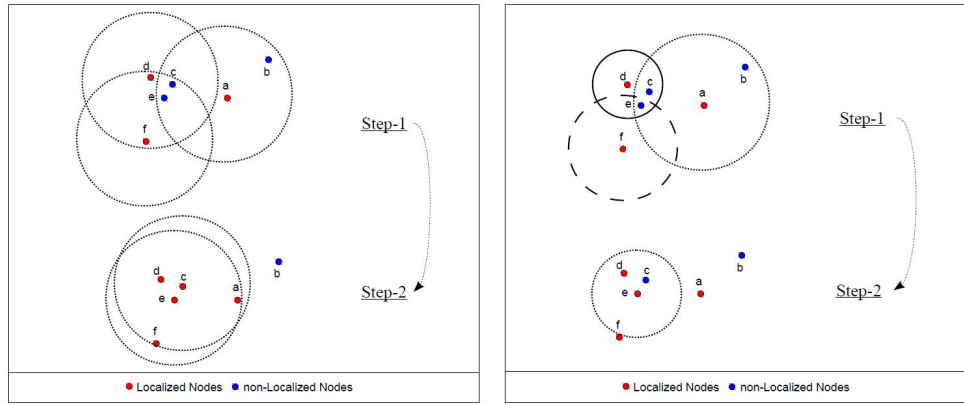 d
c
b
e
a
f
Step-1
d
c
b
e
a
f
Step-2
Localized Nodes
non-Localized Nodes
b
d
c
a
e
f
Step-1
b
d
c
e
a
f
Step-2
Localized Nodes
non-Localized Nodes